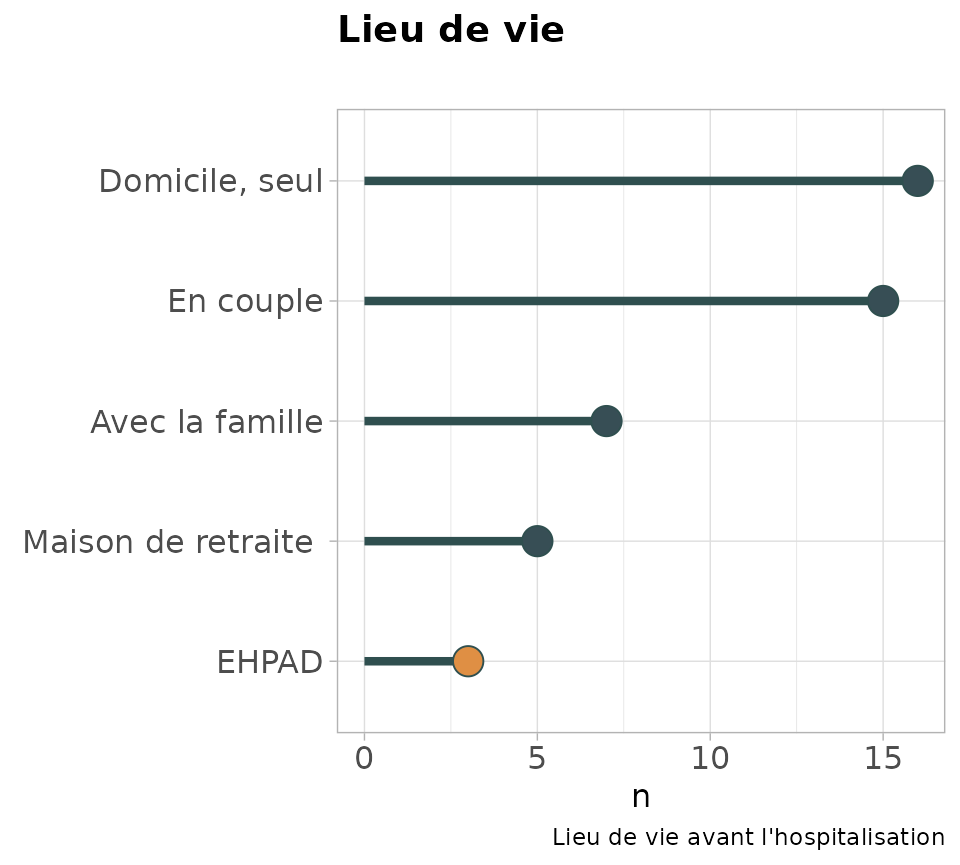 Lieu de vie
Domicile, seul
En couple
Avec la famille
Maison de retraite
EHPAD
0 5 10 15
n
Lieu de vie avant l'hospitalisation